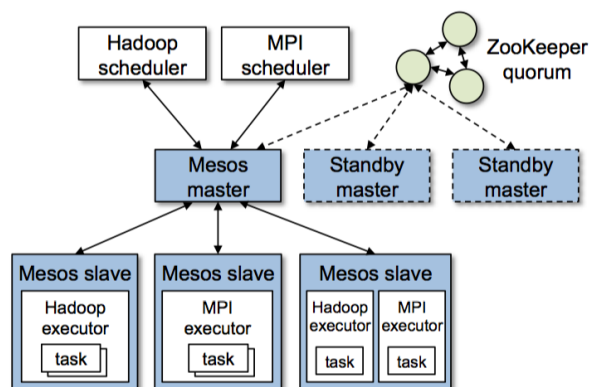 Hadoop
scheduler
MPI
scheduler
ZooKeeper
quorum
Mesos
master
Standby
master
Standby
master
Mesos slave
Hadoop
executor
task
Mesos slave
MPI
executor
task
Mesos slave
Hadoop
executor
task
MPI
executor
task